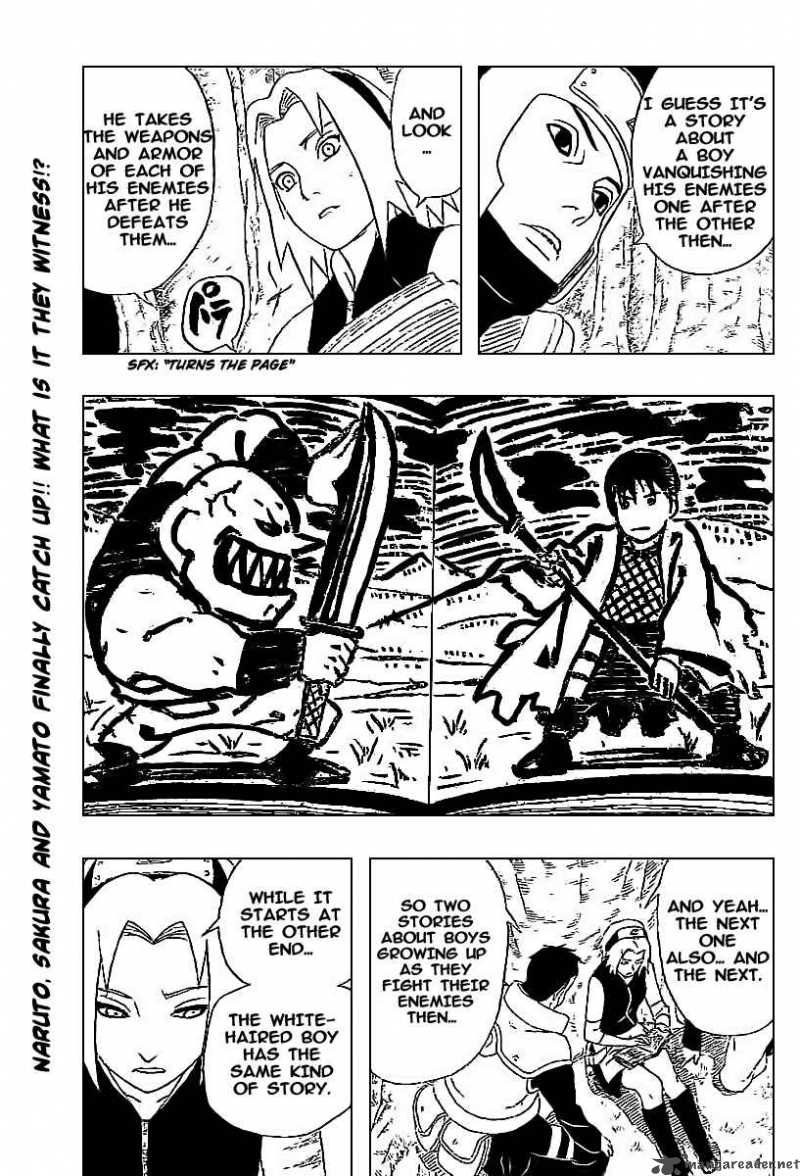 NARUTO, SAKURA AND YAMATO FINALLY CATCH UP!! WHAT IS IT THEY WITNESS!?
I GUESS IT'S
A STORY
ABOUT
A BOY
VANQUISHING
HIS ENEMIES
ONE AFTER
THE OTHER
THEN...
AND
LOOK
...
HE TAKES
THE WEAPONS
AND ARMOR
OF EACH OF
HIS ENEMIES
AFTER HE
DEFEATS
THEM...
SFX: "TURNS THE PAGE"
AND YEAH...
THE NEXT
ONE
ALSO... AND
THE NEXT.
SO TWO
STORIES
ABOUT BOYS
GROWING UP
AS THEY
FIGHT THEIR
ENEMIES
THEN...
WHILE IT
STARTS AT
THE OTHER
END...
THE WHITE-
HAIRED BOY
HAS THE
SAME KIND
OF STORY.
mangareader.net